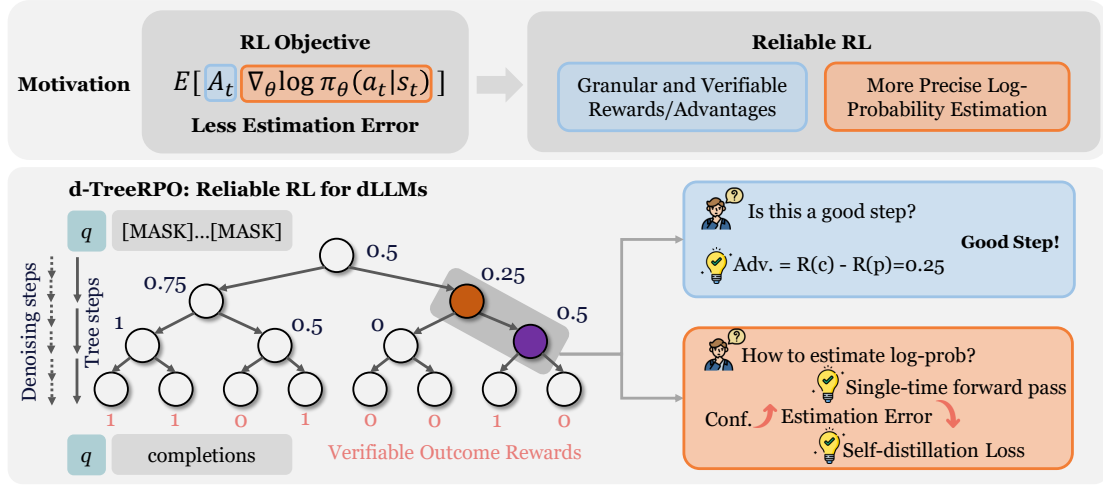 Motivation
RL Objective
E[ A_t ∇_θ log π_θ(a_t|s_t) ]
Less Estimation Error
Reliable RL
Granular and Verifiable
Rewards/Advantages
More Precise Log-
Probability Estimation
d-TreeRPO: Reliable RL for dLLMs
q [MASK]...[MASK]
Denoising steps
Tree steps
0.5
0.75 0.25
1 0.5 0 0.5
1 1 0 1 0 0 1 0
q completions
Verifiable Outcome Rewards
?
Is this a good step?
Good Step!
Adv. = R(c) - R(p)=0.25
?
How to estimate log-prob?
Single-time forward pass
Conf. Estimation Error
Self-distillation Loss